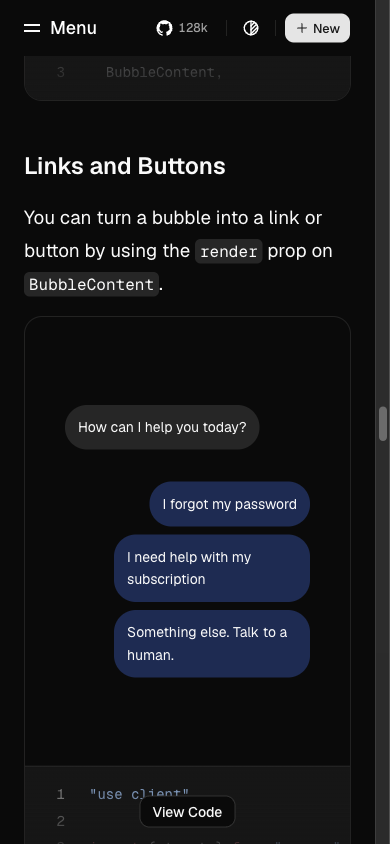 Menu
128k
New
3 BubbleContent,
Links and Buttons
You can turn a bubble into a link or
button by using the render prop on
BubbleContent.
How can I help you today?
I forgot my password
I need help with my
subscription
Something else. Talk to a
human.
1 "use client"
2
View Code